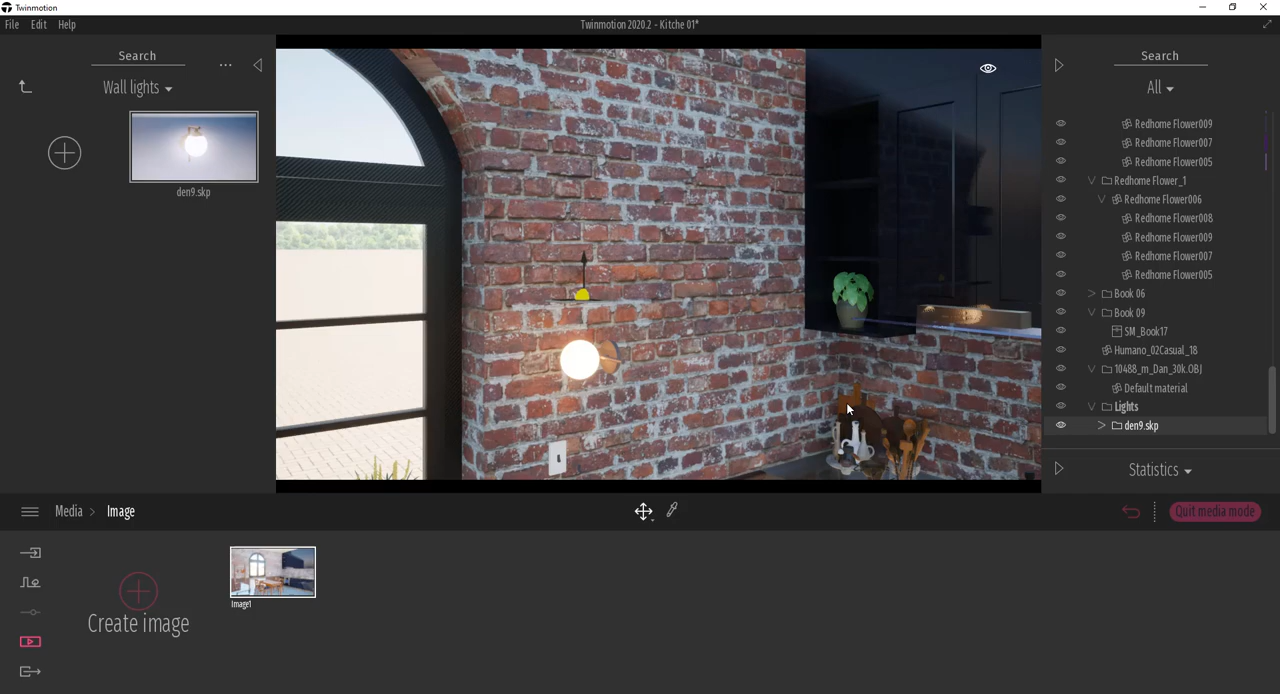 Twinmotion
File Edit Help
Twinmotion 2020.2 - Kitche 01*
Search
...
Wall lights
den9.skp
Search
All
Redhome Flower009
Redhome Flower007
Redhome Flower005
Redhome Flower_1
Redhome Flower006
Redhome Flower008
Redhome Flower009
Redhome Flower007
Redhome Flower005
Book 06
Book 09
SM_Book17
Humano_02Casual_18
10488_m_Dan_30k.OBJ
Default material
Lights
den9.skp
Statistics
Media > Image
Quit media mode
Create image
Image1